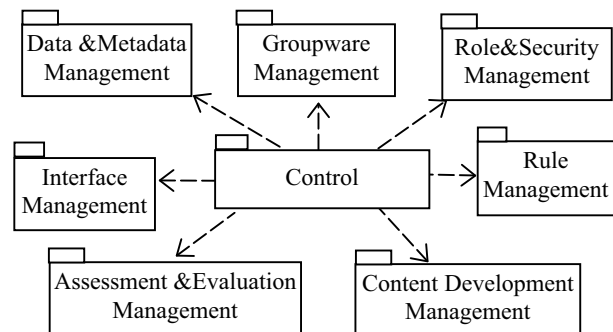 Data &Metadata
Management
Groupware
Management
Role&Security
Management
Interface
Management
Control
Rule
Management
Assessment &Evaluation
Management
Content Development
Management